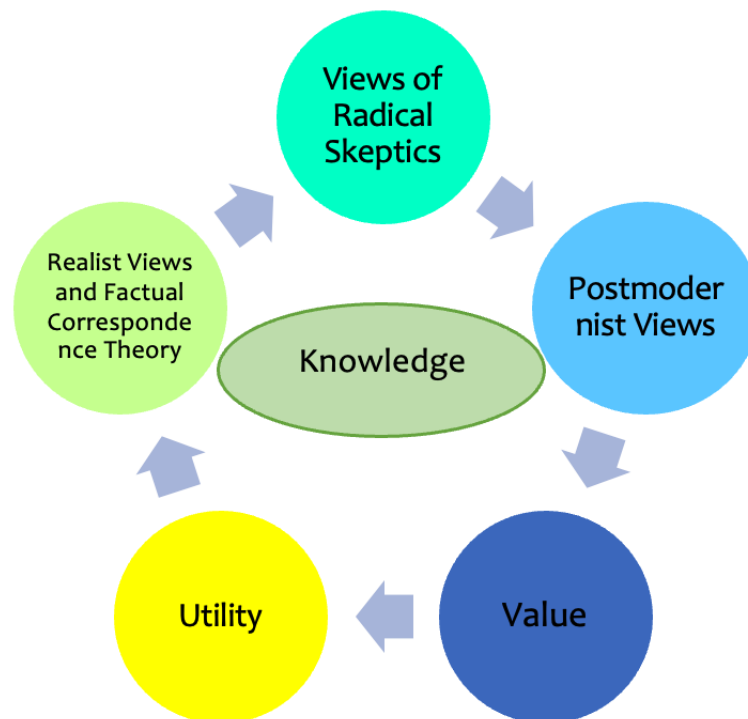 Views of
Radical
Skeptics
Realist Views
and Factual
Corresponde
nce Theory
Postmoder
nist Views
Knowledge
Utility
Value